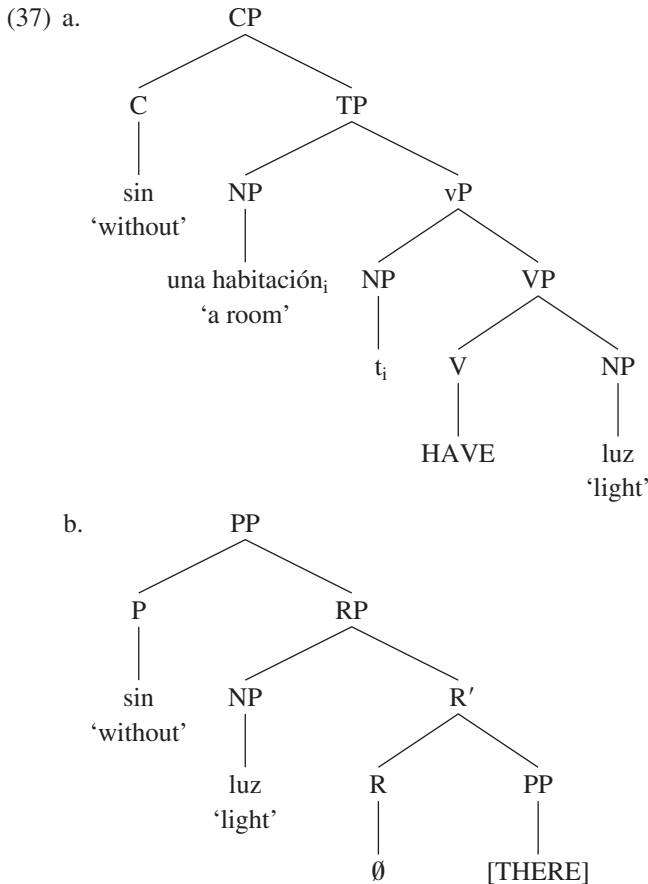 (37) a. CP
C TP
sin NP vP
‘without’
una habitaciónᵢ NP VP
‘a room’
tᵢ V NP
HAVE luz
‘light’
b. PP
P RP
sin NP R′
‘without’
luz R PP
‘light’
∅ [THERE]